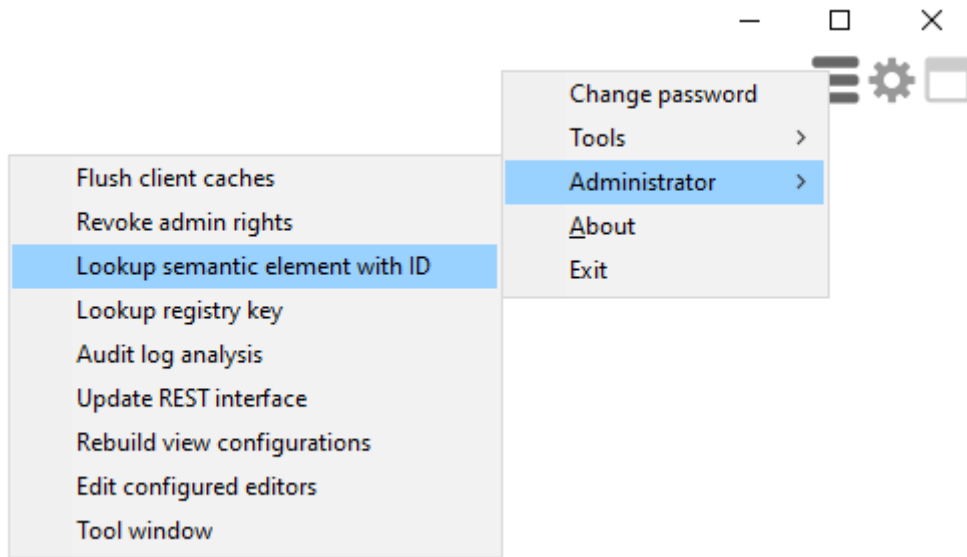 Change password
Tools
Administrator
About
Exit
Flush client caches
Revoke admin rights
Lookup semantic element with ID
Lookup registry key
Audit log analysis
Update REST interface
Rebuild view configurations
Edit configured editors
Tool window